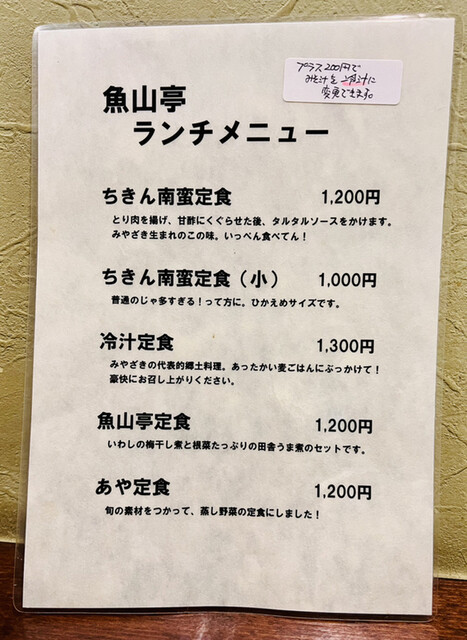 プラス200円で
みそ汁を冷汁に
変更できます。
魚山亭
ランチメニュー
ちきん南蛮定食 1,200円
とり肉を揚げ、甘酢にくぐらせた後、タルタルソースをかけます。
みやざき生まれのこの味。いっぺん食べてん!
ちきん南蛮定食(小) 1,000円
普通のじゃ多すぎる!って方に。ひかえめサイズです。
冷汁定食 1,300円
みやざきの代表的郷土料理。あったかい麦ごはんにぶっかけて!
豪快にお召し上がりください。
魚山亭定食 1,200円
いわしの梅干し煮と根菜たっぷりの田舎うま煮のセットです。
あや定食 1,200円
旬の素材をつかって、蒸し野菜の定食にしました!